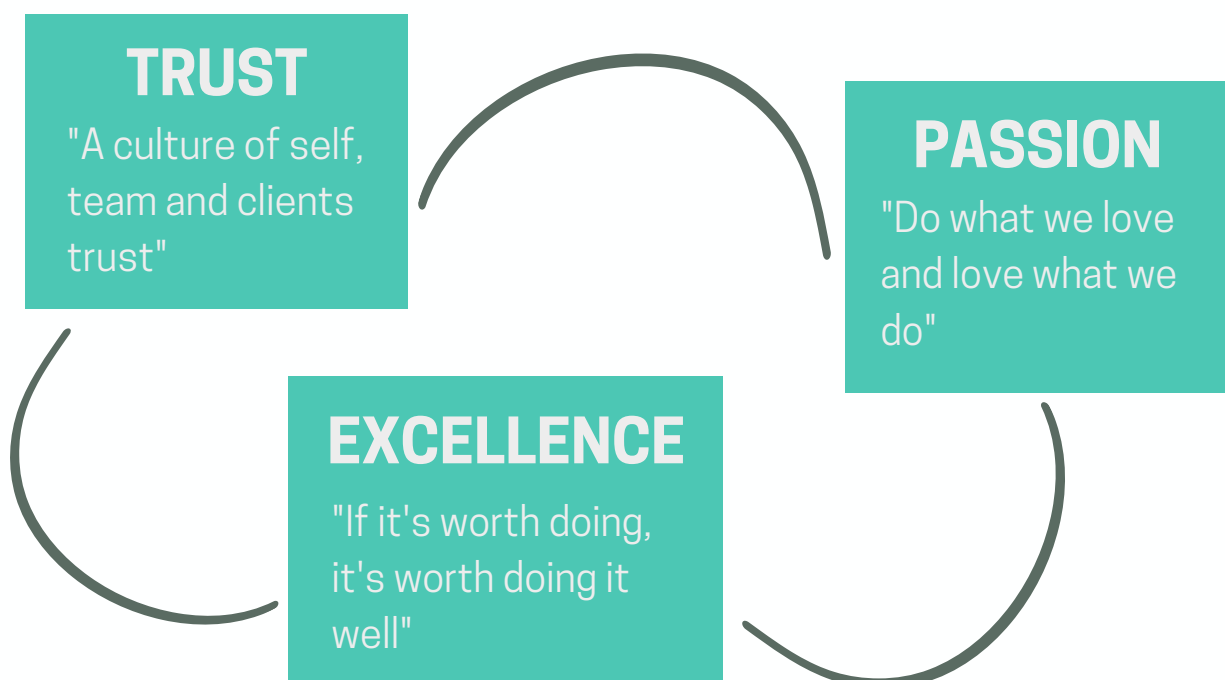 TRUST
"A culture of self,
team and clients
trust"
PASSION
"Do what we love
and love what we
do"
EXCELLENCE
"If it's worth doing,
it's worth doing it
well"